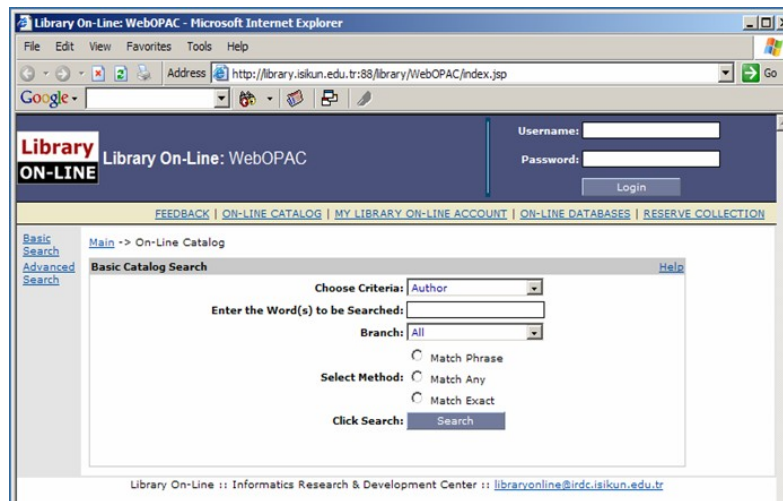 Library On-Line: WebOPAC - Microsoft Internet Explorer
File Edit View Favorites Tools Help
Address http://library.isikun.edu.tr:88/library/WebOPAC/index.jsp Go
Google
Library
ON-LINE
Library On-Line: WebOPAC
Username:
Password:
Login
FEEDBACK | ON-LINE CATALOG | MY LIBRARY ON-LINE ACCOUNT | ON-LINE DATABASES | RESERVE COLLECTION
Basic
Search
Advanced
Search
Main -> On-Line Catalog
Basic Catalog Search Help
Choose Criteria: Author
Enter the Word(s) to be Searched:
Branch: All
Select Method:
Match Phrase
Match Any
Match Exact
Click Search: Search
Library On-Line :: Informatics Research & Development Center :: libraryonline@irdc.isikun.edu.tr